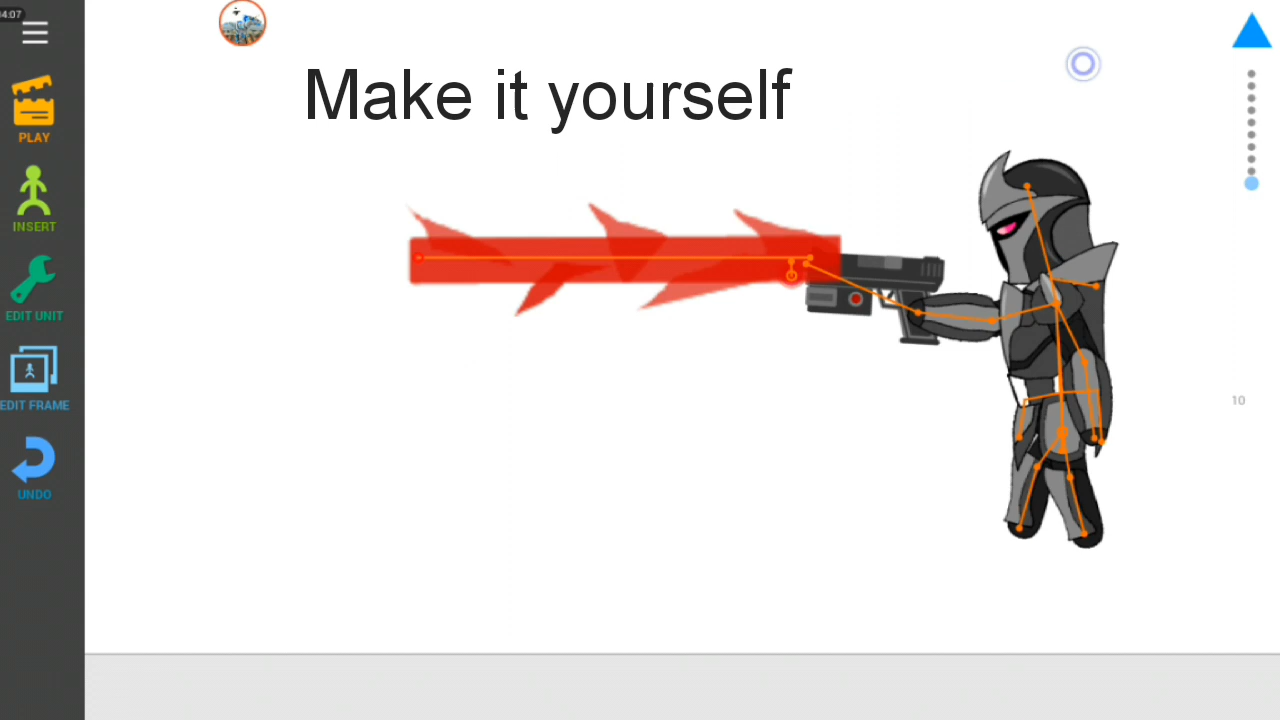 4:07
Make it yourself
PLAY
INSERT
EDIT UNIT
EDIT FRAME
10
UNDO